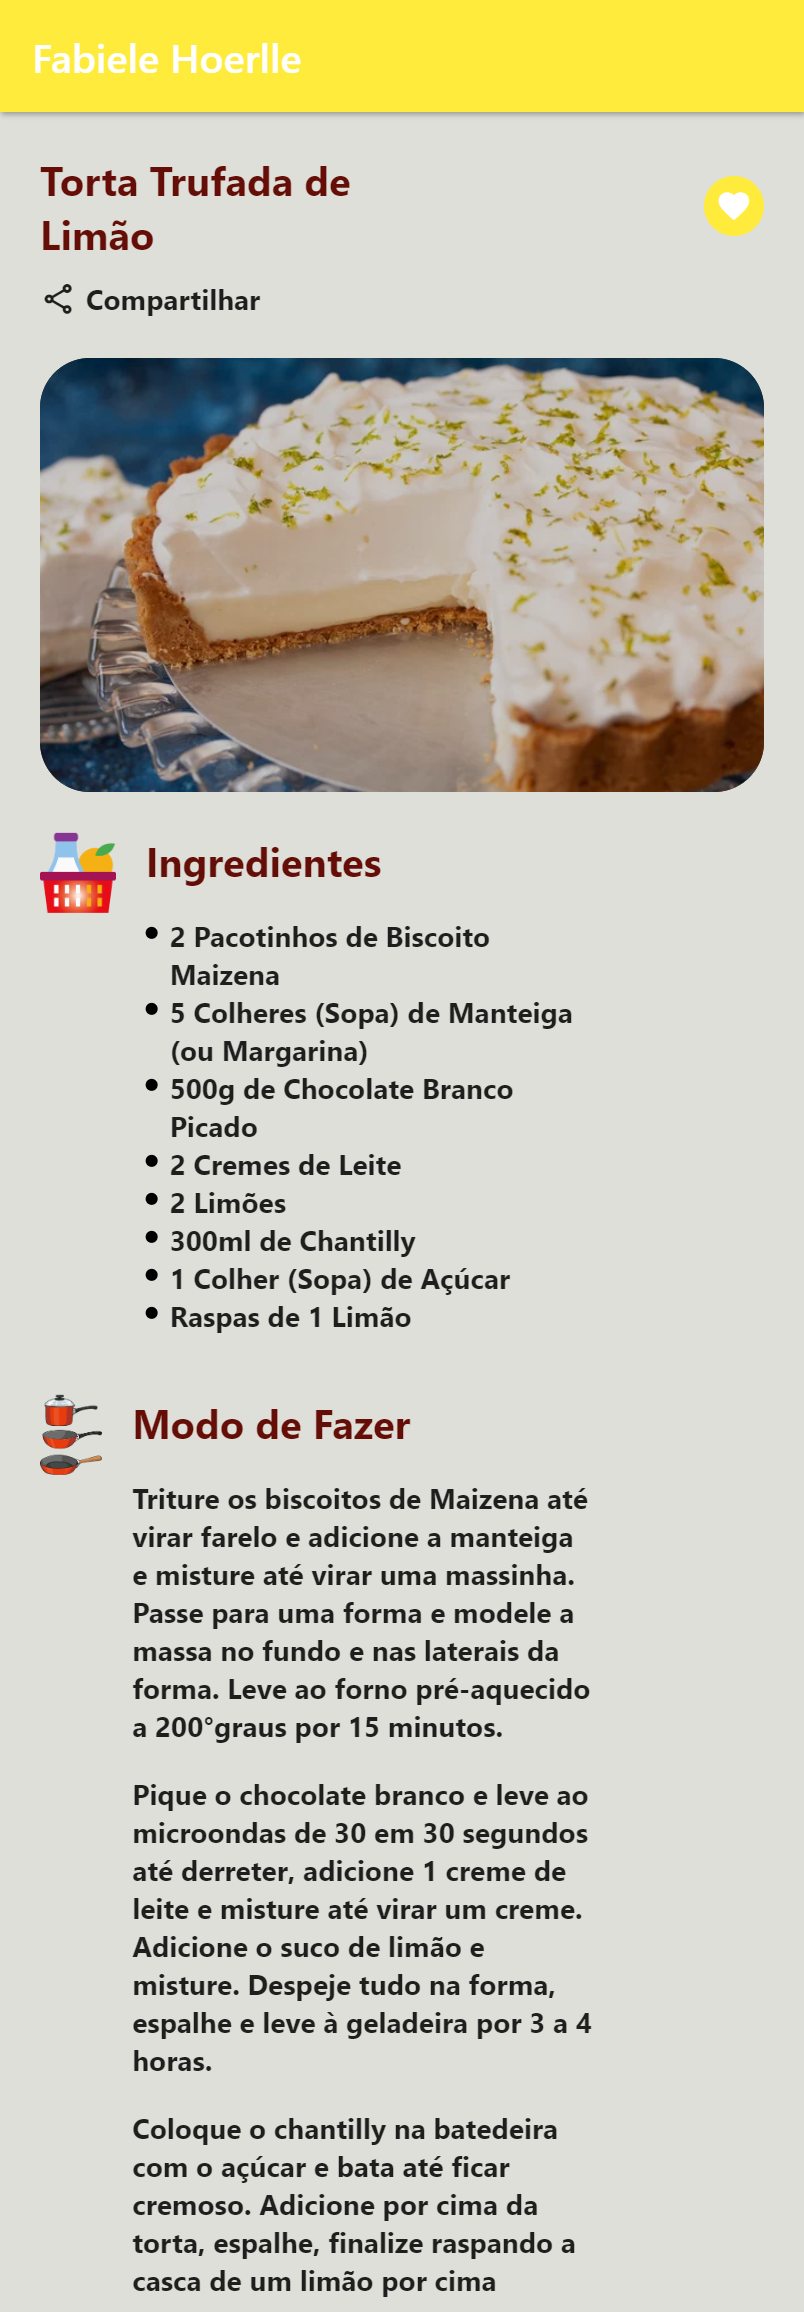 Fabiele Hoerlle
Torta Trufada de
Limão
Compartilhar
Ingredientes
2 Pacotinhos de Biscoito
Maizena
5 Colheres (Sopa) de Manteiga
(ou Margarina)
500g de Chocolate Branco
Picado
2 Cremes de Leite
2 Limões
300ml de Chantilly
1 Colher (Sopa) de Açúcar
Raspas de 1 Limão
Modo de Fazer
Triture os biscoitos de Maizena até
virar farelo e adicione a manteiga
e misture até virar uma massinha.
Passe para uma forma e modele a
massa no fundo e nas laterais da
forma. Leve ao forno pré-aquecido
a 200°graus por 15 minutos.
Pique o chocolate branco e leve ao
microondas de 30 em 30 segundos
até derreter, adicione 1 creme de
leite e misture até virar um creme.
Adicione o suco de limão e
misture. Despeje tudo na forma,
espalhe e leve à geladeira por 3 a 4
horas.
Coloque o chantilly na batedeira
com o açúcar e bata até ficar
cremoso. Adicione por cima da
torta, espalhe, finalize raspando a
casca de um limão por cima